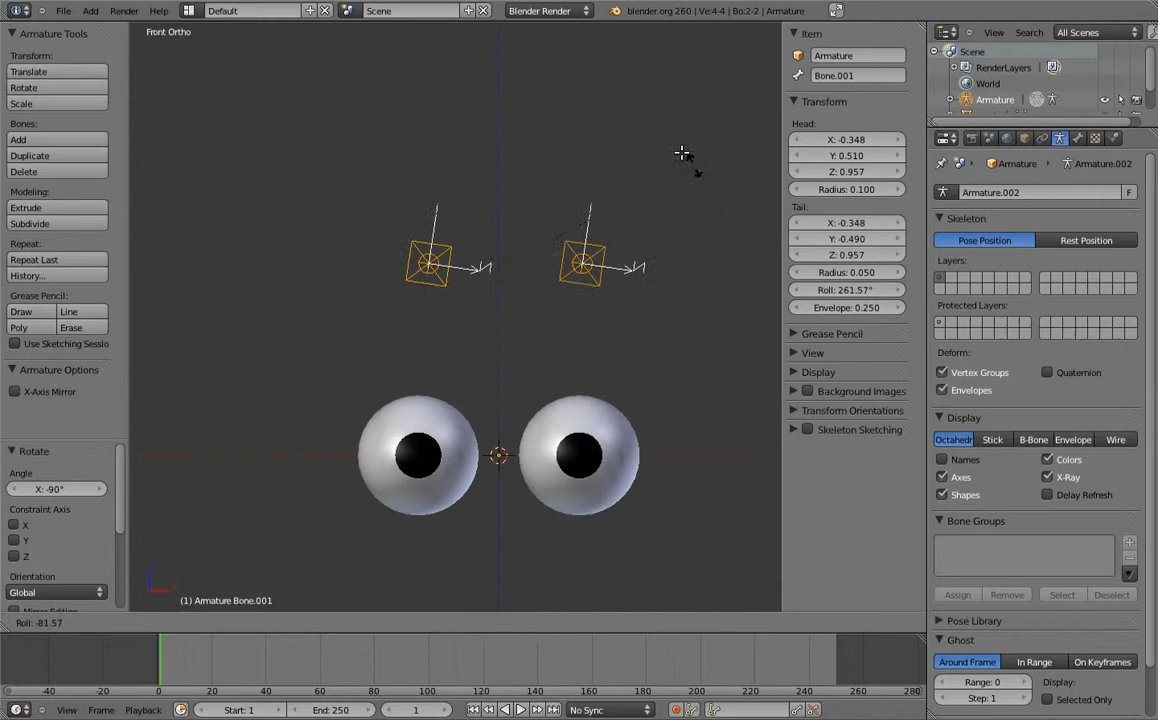 File Add Render Help Default Scene Blender Render blender.org 260 | Ve:4-4 | Bo:2-2 | Armature
Armature Tools
Transform:
Translate
Rotate
Scale
Bones:
Add
Duplicate
Delete
Modeling:
Extrude
Subdivide
Repeat:
Repeat Last
History...
Grease Pencil:
Draw Line
Poly Erase
Use Sketching Sessio
Armature Options
X-Axis Mirror
Rotate
Angle
X: -90°
Constraint Axis
X
Y
Z
Orientation
Global
Front Ortho
(1) Armature Bone.001
Roll: -81.57
Item
Armature
Bone.001
Transform
Head:
X: -0.348
Y: 0.510
Z: 0.957
Radius: 0.100
Tail:
X: -0.348
Y: -0.490
Z: 0.957
Radius: 0.050
Roll: 261.57°
Envelope: 0.250
Grease Pencil
View
Display
Background Images
Transform Orientations
Skeleton Sketching
View Search All Scenes
Scene
RenderLayers
World
Armature
Armature Armature.002
Armature.002 F
Skeleton
Pose Position Rest Position
Layers:
Protected Layers:
Deform:
Vertex Groups Quaternion
Envelopes
Display
Octahedr Stick B-Bone Envelope Wire
Names Colors
Axes X-Ray
Shapes Delay Refresh
Bone Groups
Assign Remove Select Deselect
Pose Library
Ghost
Around Frame In Range On Keyframes
Range: 0 Display:
Step: 1 Selected Only
-40 -20 0 20 40 60 80 100 120 140 160 180 200 220 240 260 280
View Frame Playback Start: 1 End: 250 1 No Sync